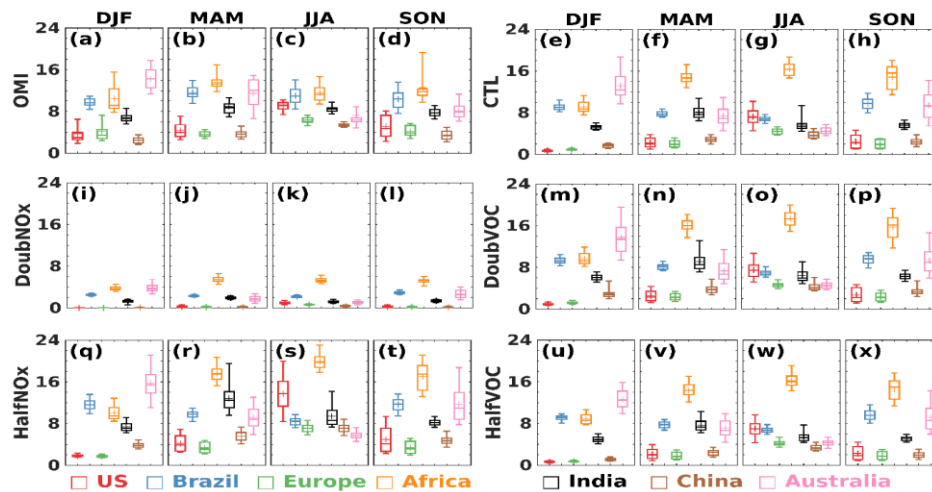 DJF MAM JJA SON DJF MAM JJA SON
24 (a) (b) (c) (d) 24 (e) (f) (g) (h)
OMI 16 CTL 16
8 8
0 0
24 (i) (j) (k) (l) 24 (m) (n) (o) (p)
DoubNOx 16 DoubVOC 16
8 8
0 0
24 (q) (r) (s) (t) 24 (u) (v) (w) (x)
HalfNOx 16 HalfVOC 16
8 8
0 0
US Brazil Europe Africa India China Australia